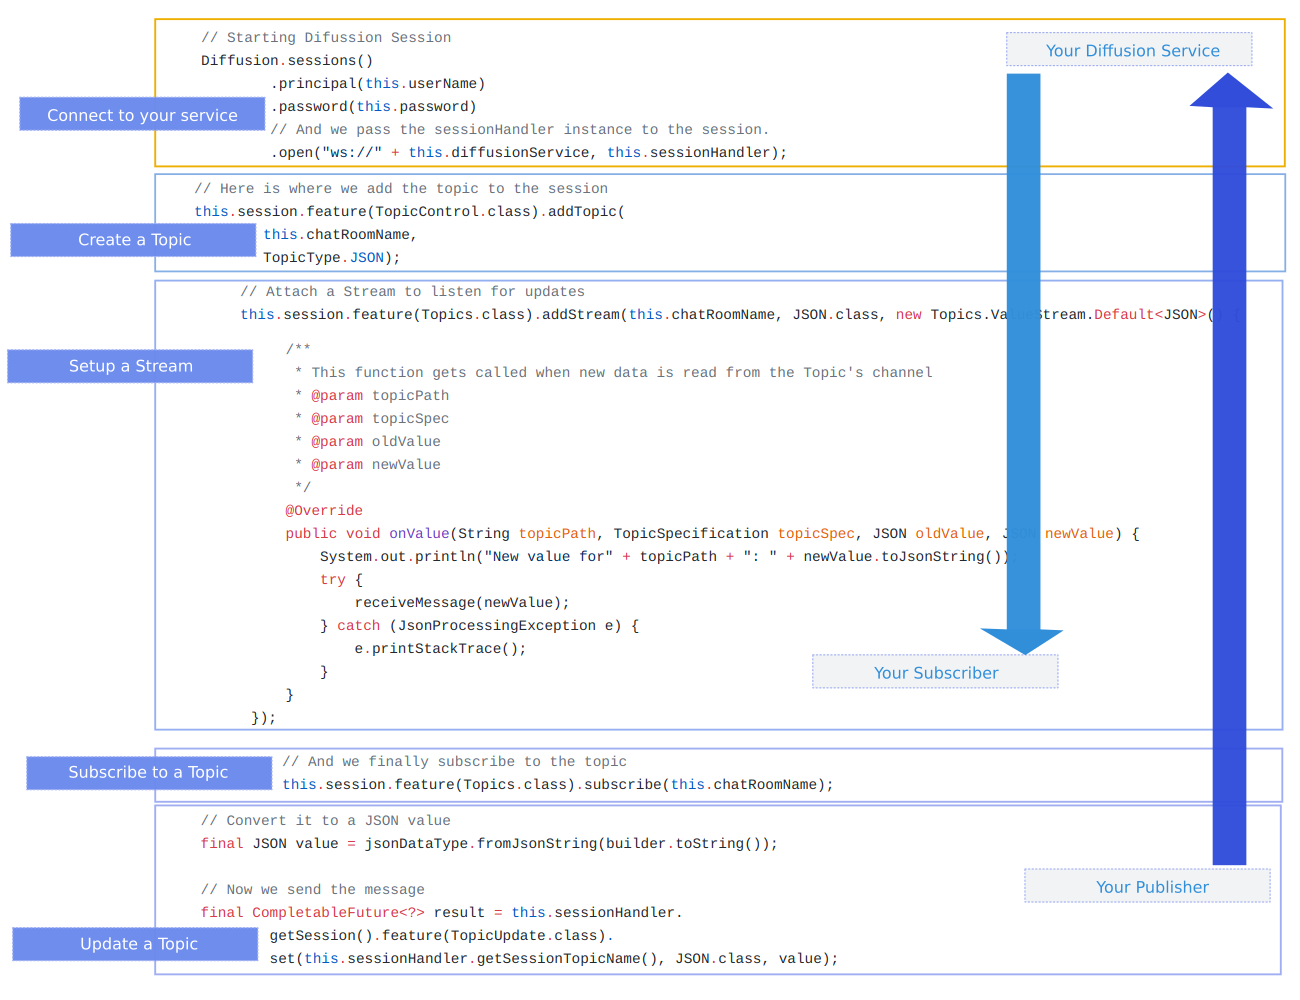 // Starting Difussion Session
Your Diffusion Service
Diffusion.sessions()
.principal(this.userName)
Connect to your service
.password(this.password)
// And we pass the sessionHandler instance to the session.
.open("ws://" + this.diffusionService, this.sessionHandler);
// Here is where we add the topic to the session
this.session.feature(TopicControl.class).addTopic(
Create a Topic
this.chatRoomName,
TopicType.JSON);
// Attach a Stream to listen for updates
this.session.feature(Topics.class).addStream(this.chatRoomName, JSON.class, new Topics.ValueStream.Default<JSON>() {
Setup a Stream
/**
* This function gets called when new data is read from the Topic's channel
* @param topicPath
* @param topicSpec
* @param oldValue
* @param newValue
*/
@Override
public void onValue(String topicPath, TopicSpecification topicSpec, JSON oldValue, JSON newValue) {
System.out.println("New value for" + topicPath + ": " + newValue.toJsonString());
try {
receiveMessage(newValue);
} catch (JsonProcessingException e) {
e.printStackTrace();
}
Your Subscriber
}
});
Subscribe to a Topic
// And we finally subscribe to the topic
this.session.feature(Topics.class).subscribe(this.chatRoomName);
// Convert it to a JSON value
final JSON value = jsonDataType.fromJsonString(builder.toString());
Your Publisher
// Now we send the message
final CompletableFuture<?> result = this.sessionHandler.
Update a Topic
getSession().feature(TopicUpdate.class).
set(this.sessionHandler.getSessionTopicName(), JSON.class, value);